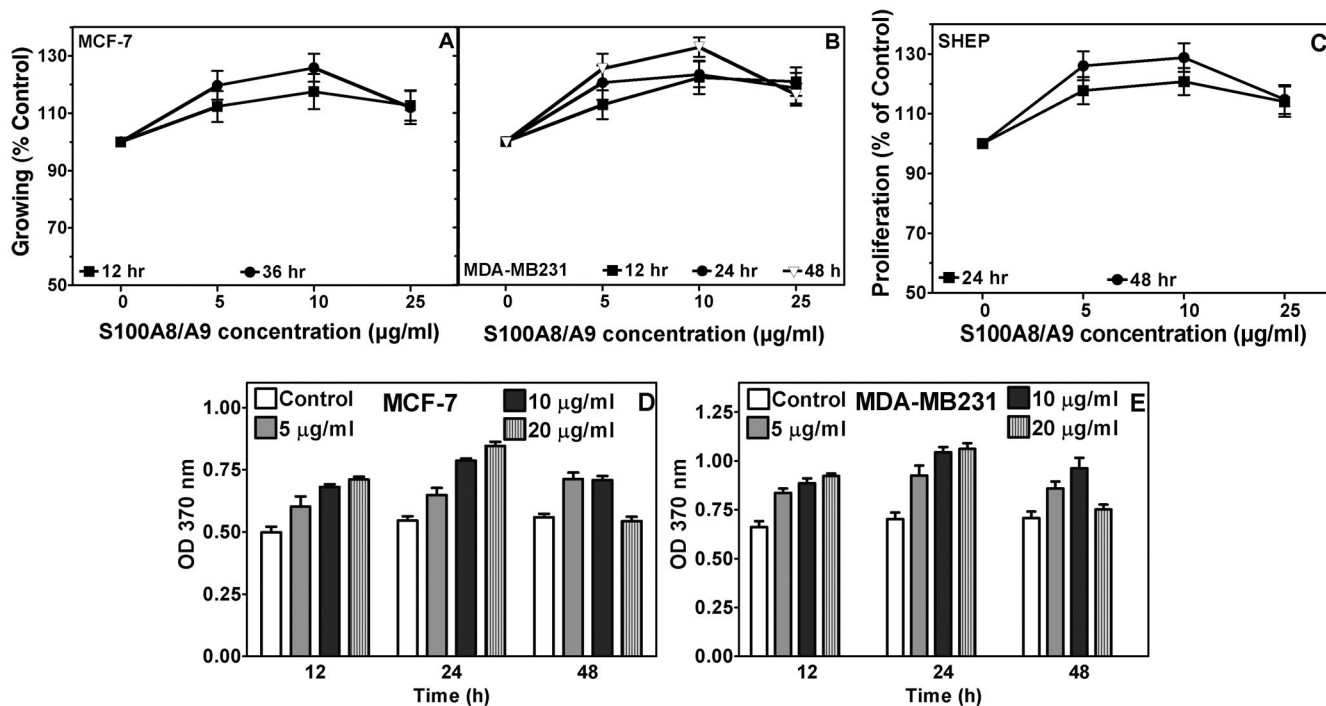 MCF-7
A
Growing (% Control)
130
110
90
70
50
12 hr
36 hr
0
5
10
25
B
MDA-MB231
12 hr
24 hr
48 h
0
5
10
25
S100A8/A9 concentration (µg/ml)
SHEP
C
Proliferation (% of Control)
130
110
90
70
50
24 hr
48 hr
0
5
10
25
S100A8/A9 concentration (µg/ml)
Control
5 µg/ml
MCF-7
10 µg/ml
20 µg/ml
D
OD 370 nm
1.00
0.75
0.50
0.25
0.00
12
24
48
Time (h)
Control
5 µg/ml
MDA-MB231
10 µg/ml
20 µg/ml
E
OD 370 nm
1.25
1.00
0.75
0.50
0.25
0.00
12
24
48
Time (h)